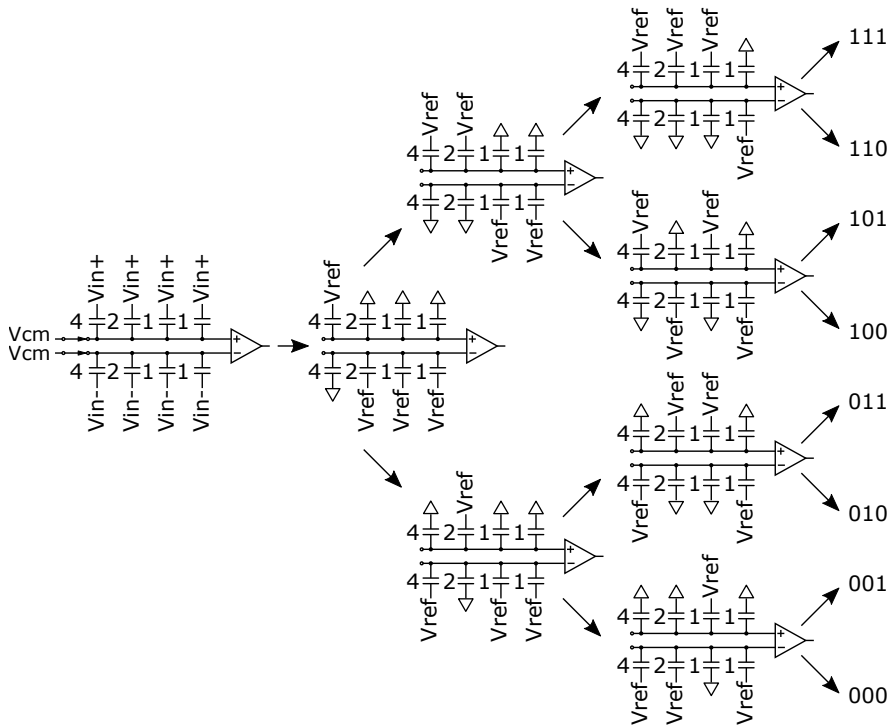 Vin+ Vin+ Vin+ Vin+
4 2 1 1
Vcm +
Vcm −
4 2 1 1
Vin- Vin- Vin- Vin-
Vref
4 2 1 1
+
−
4 2 1 1
Vref Vref Vref
Vref Vref
4 2 1 1
+
−
4 2 1 1
Vref Vref
Vref
4 2 1 1
+
−
4 2 1 1
Vref Vref Vref
Vref Vref Vref
4 2 1 1
+
−
4 2 1 1
Vref
111
110
Vref Vref
4 2 1 1
+
−
4 2 1 1
Vref Vref
101
100
Vref Vref
4 2 1 1
+
−
4 2 1 1
Vref Vref
011
010
Vref
4 2 1 1
+
−
4 2 1 1
Vref Vref Vref
001
000